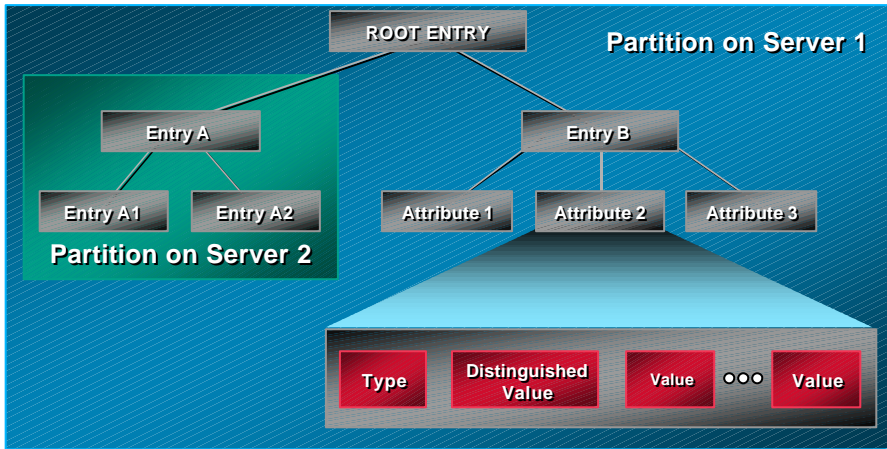 ROOT ENTRY
Partition on Server 1
Entry A
Entry B
Entry A1
Entry A2
Attribute 1
Attribute 2
Attribute 3
Partition on Server 2
Type
Distinguished
Value
Value
Value